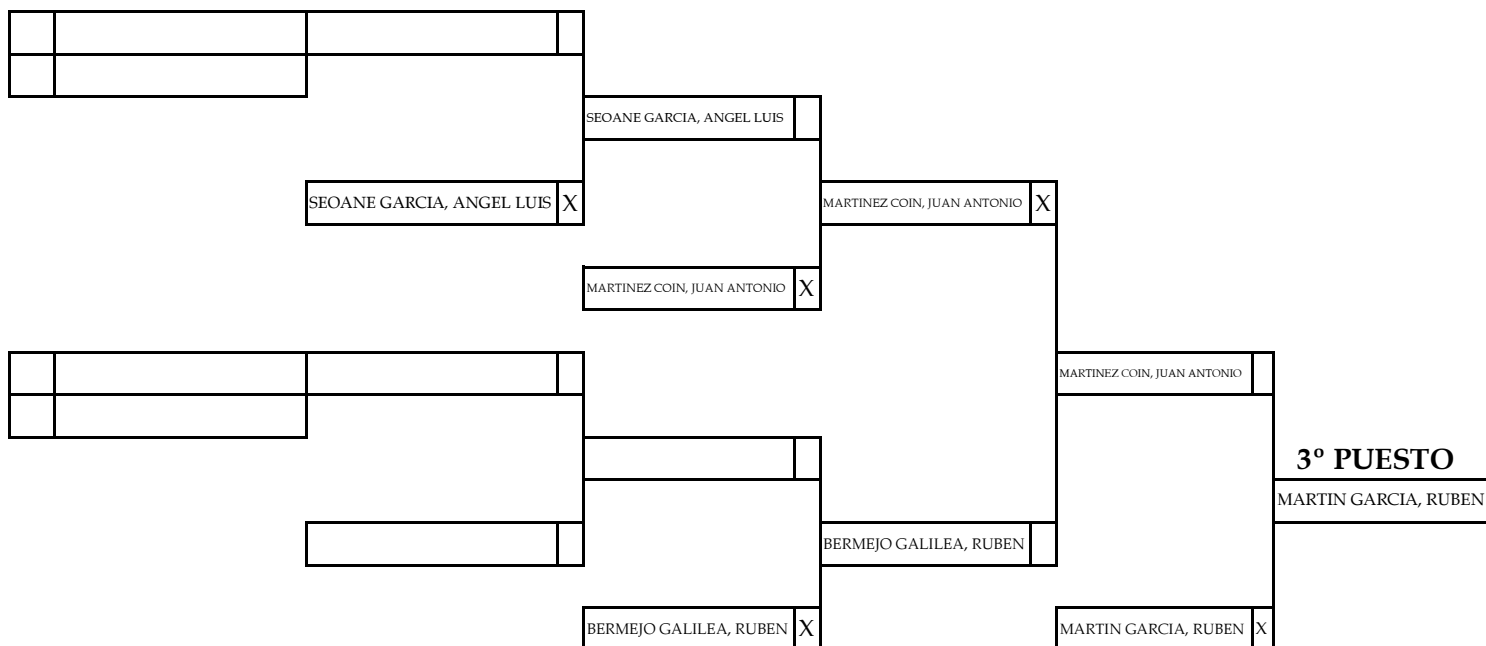 SEOANE GARCIA, ANGEL LUIS
SEOANE GARCIA, ANGEL LUIS X
MARTINEZ COIN, JUAN ANTONIO X
MARTINEZ COIN, JUAN ANTONIO X
MARTINEZ COIN, JUAN ANTONIO
3º PUESTO
MARTIN GARCIA, RUBEN
BERMEJO GALILEA, RUBEN
BERMEJO GALILEA, RUBEN X
MARTIN GARCIA, RUBEN X